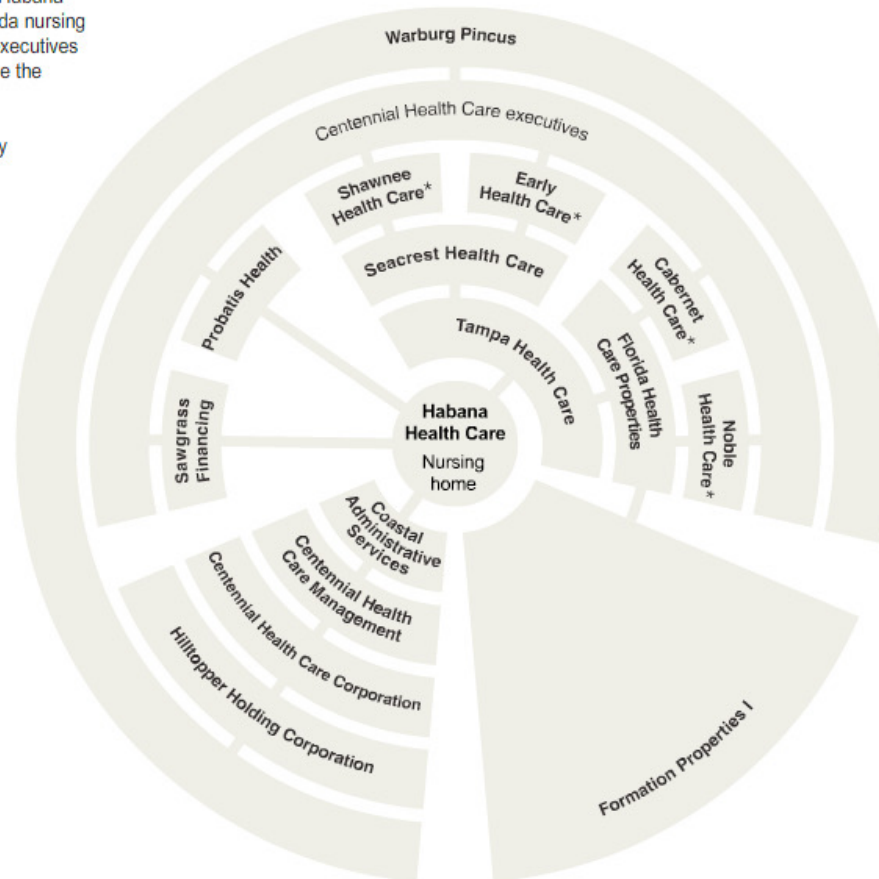 Habana
da nursing
xecutives
e the
y
Warburg Pincus
Centennial Health Care executives
Shawnee
Health Care*
Early
Health Care*
Seacrest Health Care
Probatis Health
Cabernet
Health Care*
Tampa Health Care
Florida Health
Care Properties
Sawgrass
Financing
Noble
Health Care*
Habana
Health Care
Nursing
home
Coastal
Administrative
Services
Centennial Health
Care Management
Centennial Health Care Corporation
Hilltopper Holding Corporation
Formation Properties I